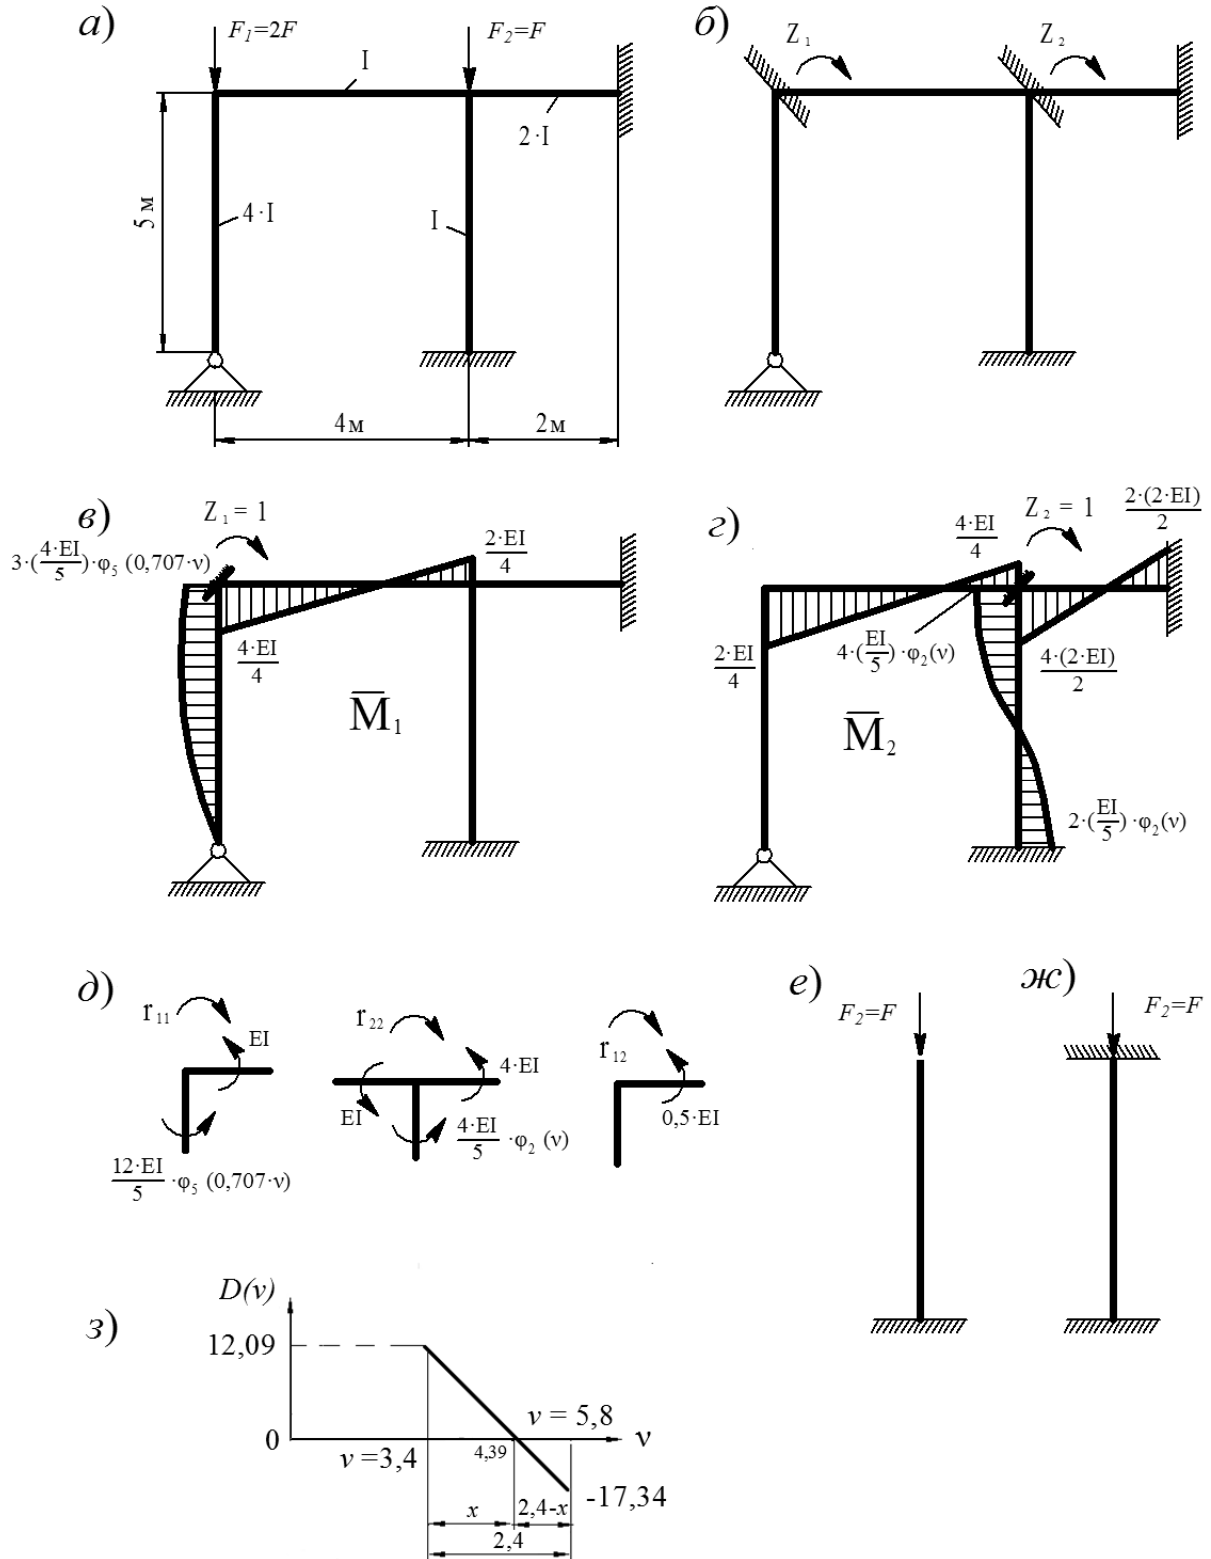 а)
F₁=2F
F₂=F
I
2·I
5м
4·I
I
4м
2м
б)
Z₁
Z₂
в)
Z₁ = 1
3·(4·EI/5)·φ₅ (0,707·ν)
2·EI/4
4·EI/4
M̅₁
г)
4·EI/4
Z₂ = 1
2·(2·EI)/2
2·EI/4
4·(EI/5)·φ₂(ν)
4·(2·EI)/2
M̅₂
2·(EI/5)·φ₂(ν)
д)
r₁₁
EI
12·EI/5 ·φ₅ (0,707·ν)
r₂₂
4·EI
EI
4·EI/5 ·φ₂ (ν)
r₁₂
0,5·EI
е)
F₂=F
ж)
F₂=F
з)
D(ν)
12,09
0
ν =3,4
4,39
ν = 5,8
ν
-17,34
x
2,4-x
2,4